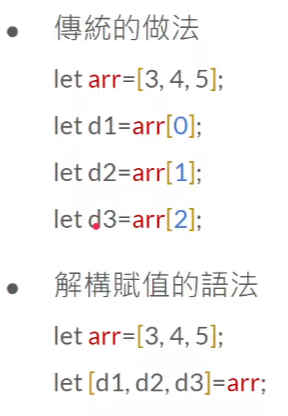 ● 傳統的做法
let arr=[3, 4, 5];
let d1=arr[0];
let d2=arr[1];
let d3=arr[2];
● 解構賦值的語法
let arr=[3, 4, 5];
let [d1, d2, d3]=arr;